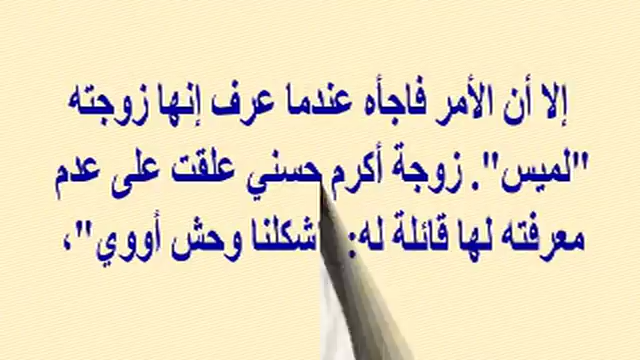 إلا أن الأمر فاجأه عندما عرف إنها زوجته
"لميس". زوجة أكرم حسني علقت على عدم
معرفته لها قائلة له: "شكلنا وحش أووي"،